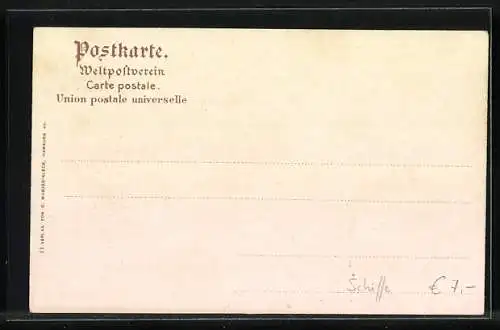 Postkarte.
Weltpostverein
Carte postale.
Union postale universelle
Schiffe € 7,-